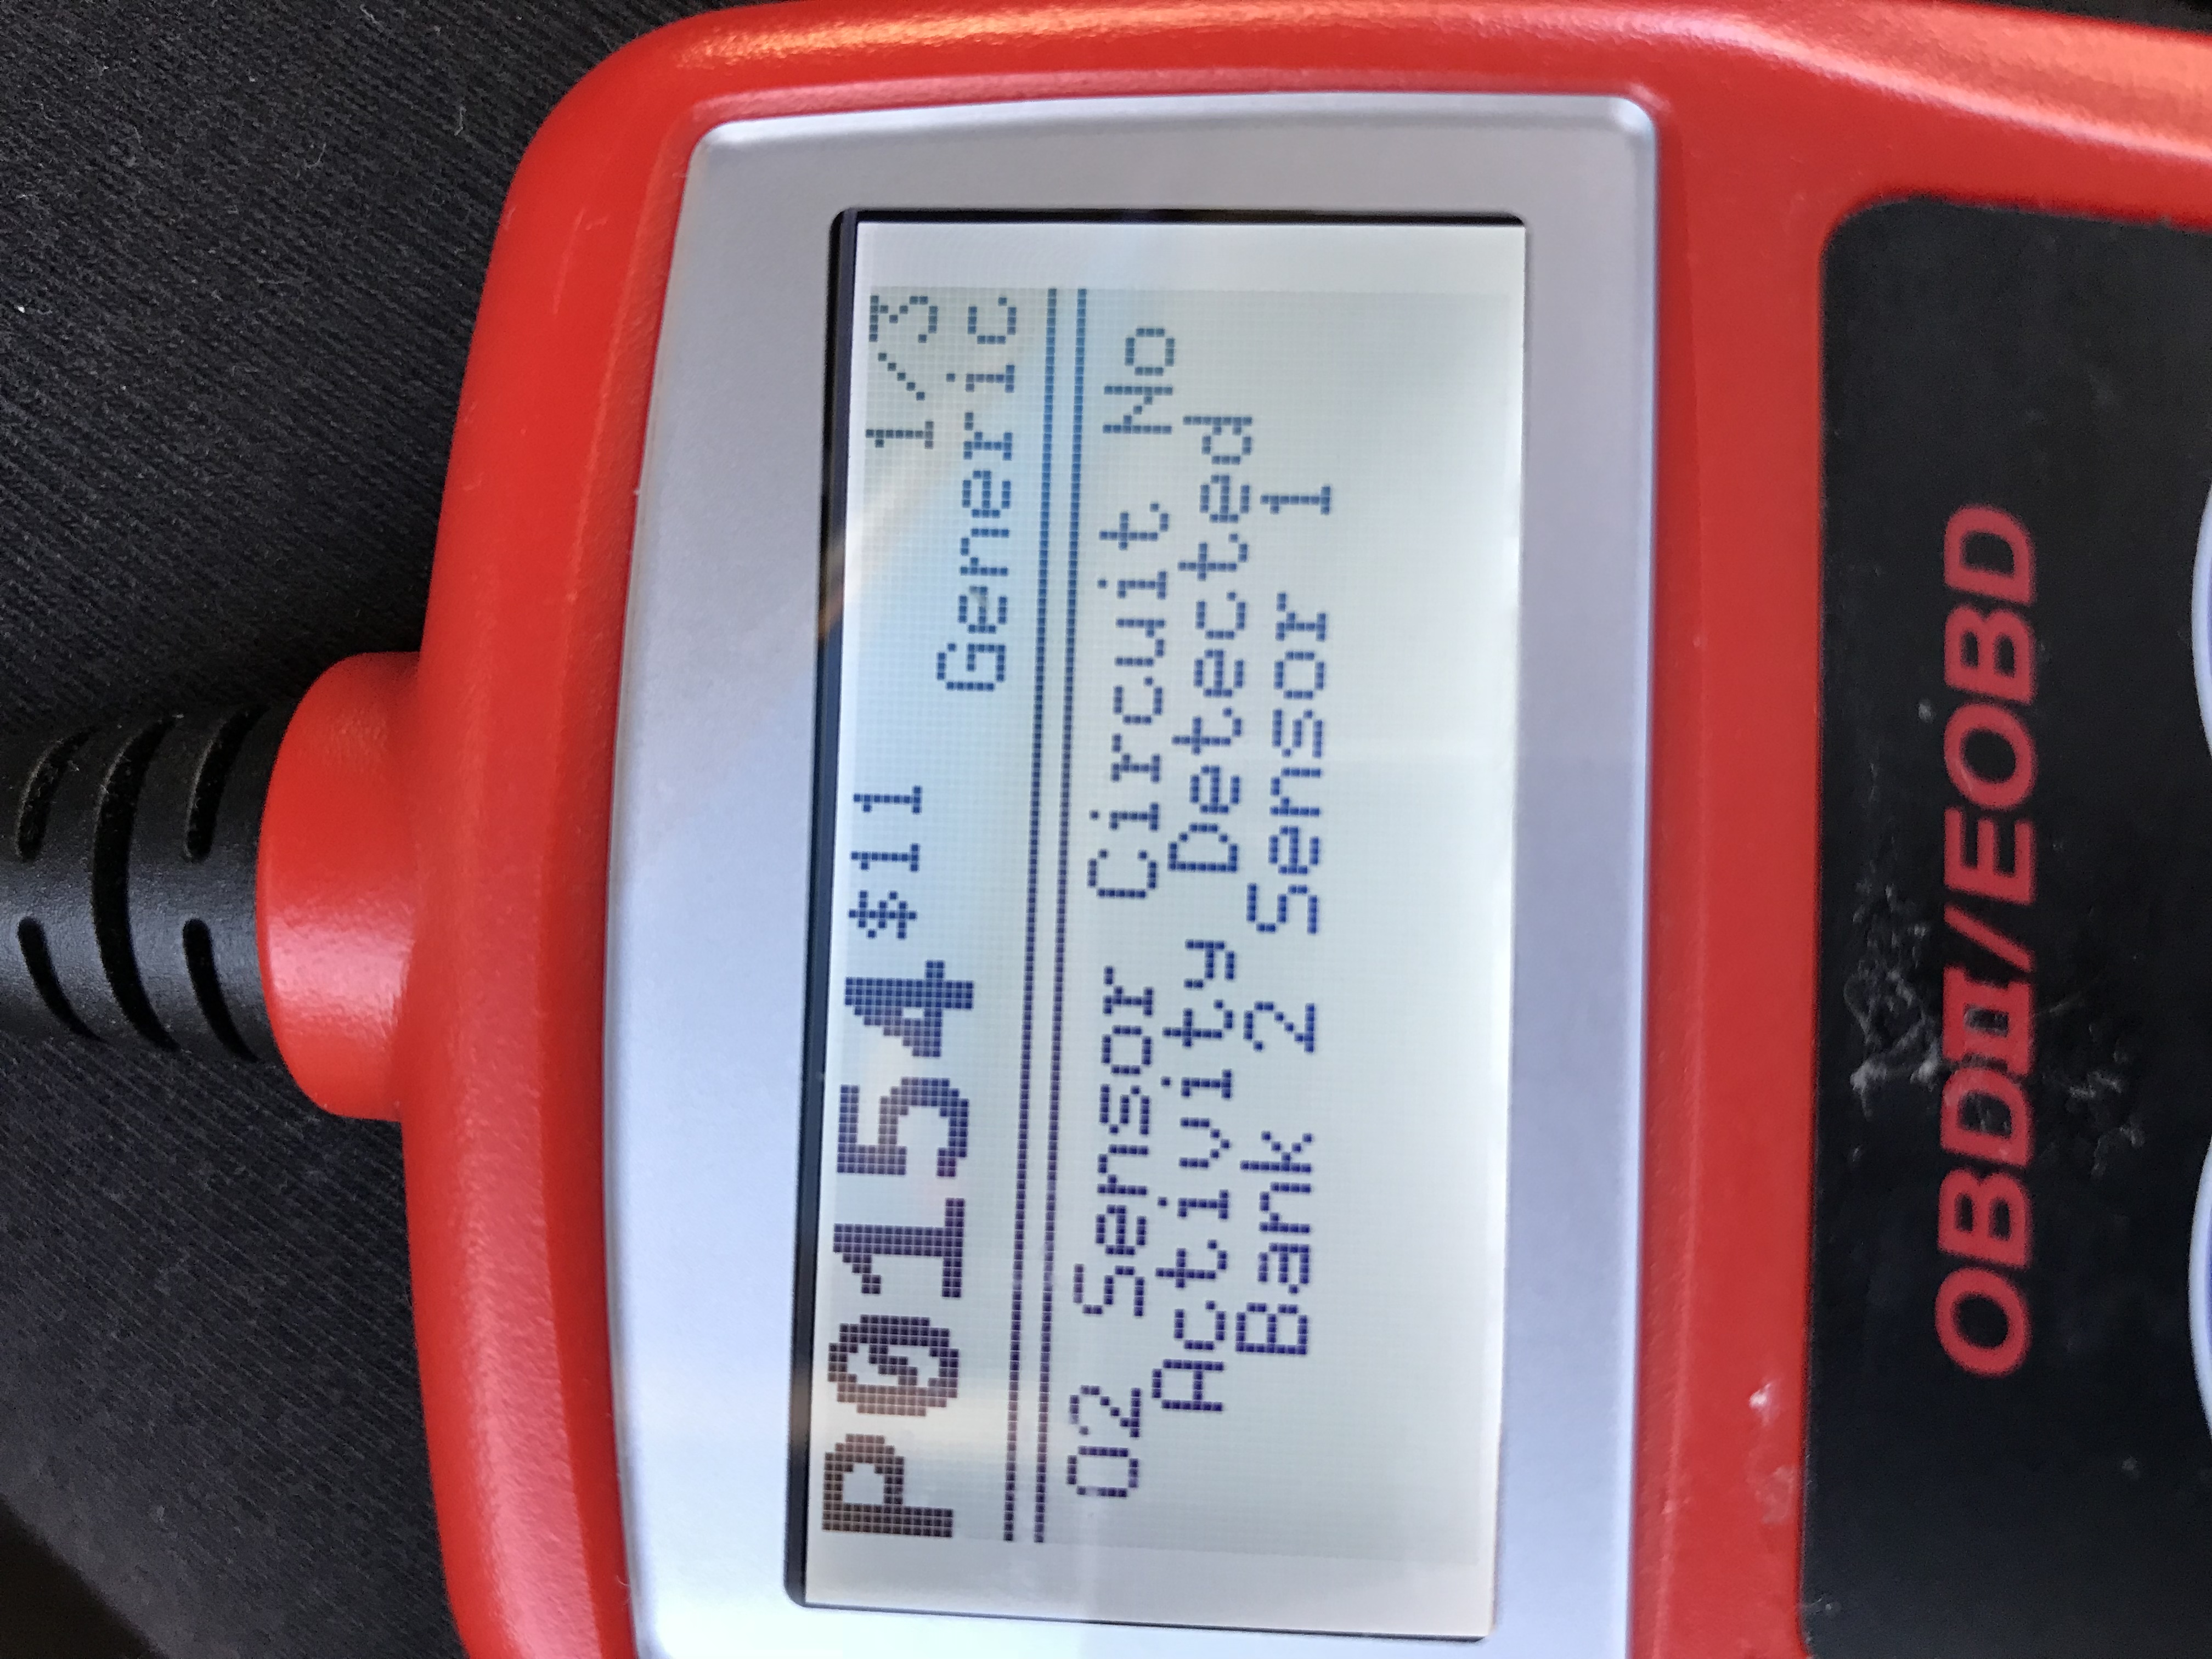 P0154 $11 1/3
Generic
O2 Sensor Circuit No
Activity Detected
Bank 2 Sensor 1
OBDII/EOBD